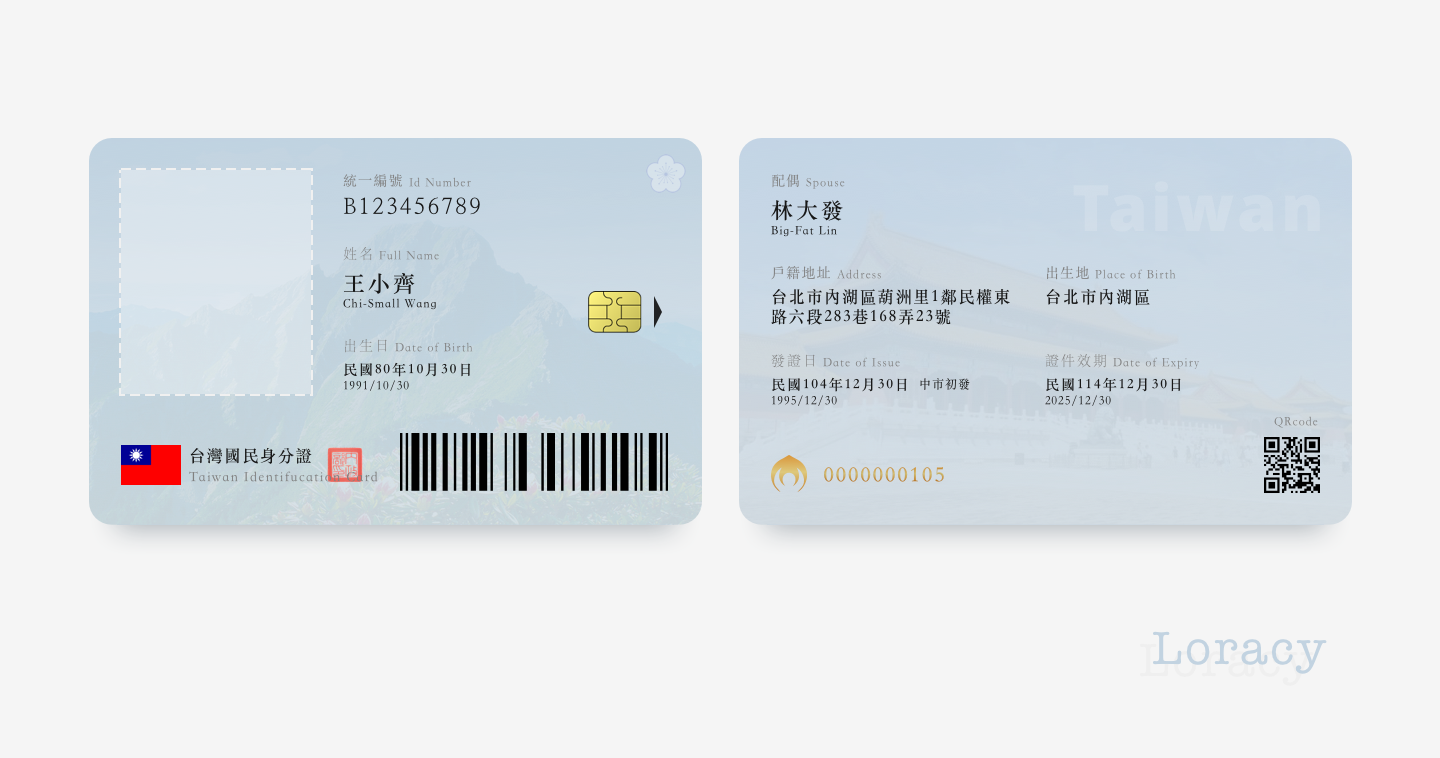 統一編號 Id Number
B123456789
姓名 Full Name
王小齊
Chi-Small Wang
出生日 Date of Birth
民國80年10月30日
1991/10/30
台灣國民身分證
Taiwan Identifucation Card
Taiwan
配偶 Spouse
林大發
Big-Fat Lin
戶籍地址 Address
台北市內湖區葫洲里1鄰民權東
路六段283巷168弄23號
出生地 Place of Birth
台北市內湖區
發證日 Date of Issue
民國104年12月30日 中市初發
1995/12/30
證件效期 Date of Expiry
民國114年12月30日
2025/12/30
QRcode
0000000105
Loracy
Loracy